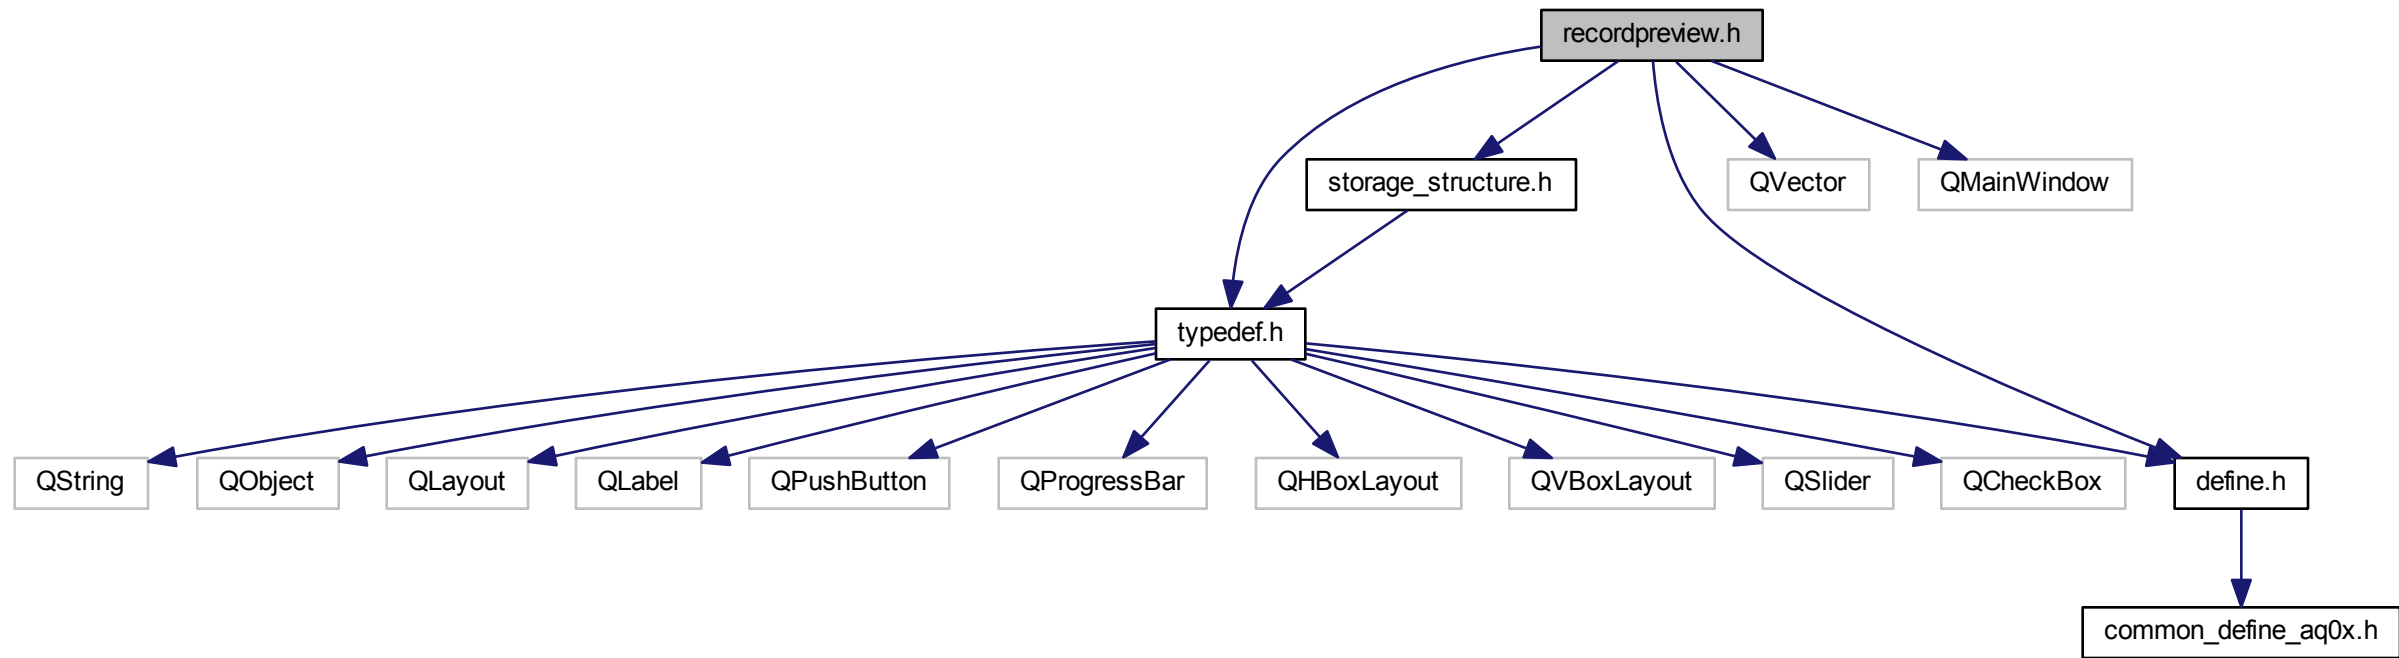 recordpreview.h
storage_structure.h
QVector
QMainWindow
typedef.h
QString
QObject
QLayout
QLabel
QPushButton
QProgressBar
QHBoxLayout
QVBoxLayout
QSlider
QCheckBox
define.h
common_define_aq0x.h